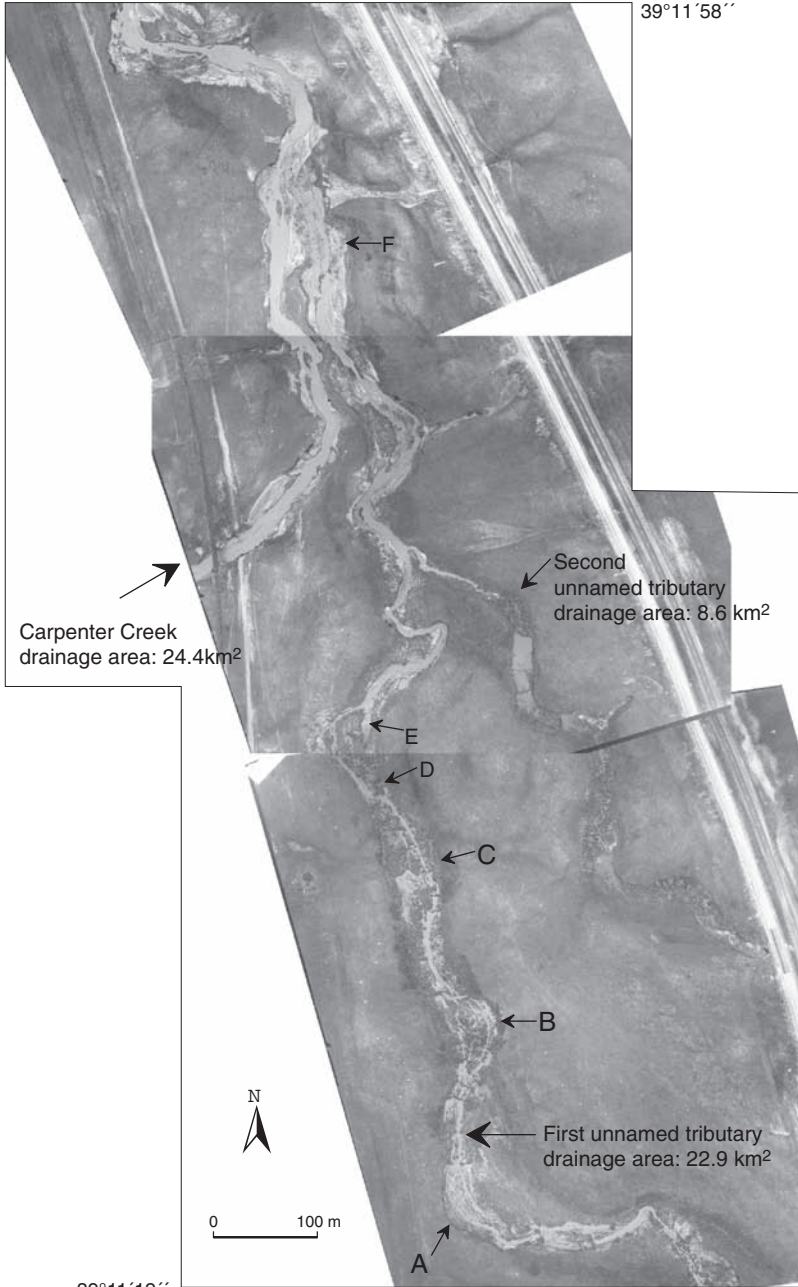 39°11´58´´
F
Second
unnamed tributary
drainage area: 8.6 km²
Carpenter Creek
drainage area: 24.4km²
E
D
C
B
N
First unnamed tributary
drainage area: 22.9 km²
0 100 m
A